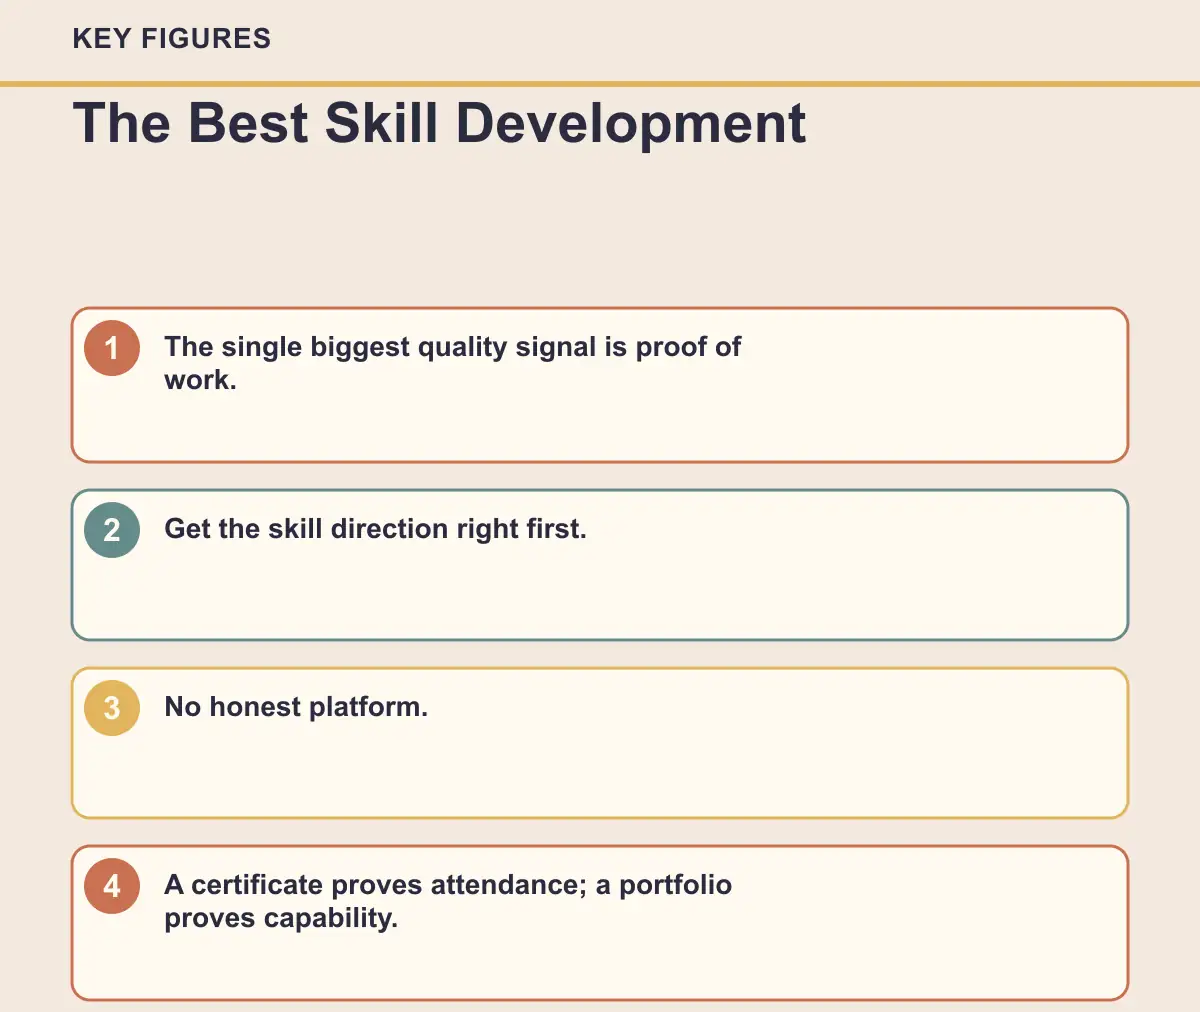 KEY FIGURES
The Best Skill Development
1
The single biggest quality signal is proof of
work.
2
Get the skill direction right first.
3
No honest platform.
4
A certificate proves attendance; a portfolio
proves capability.